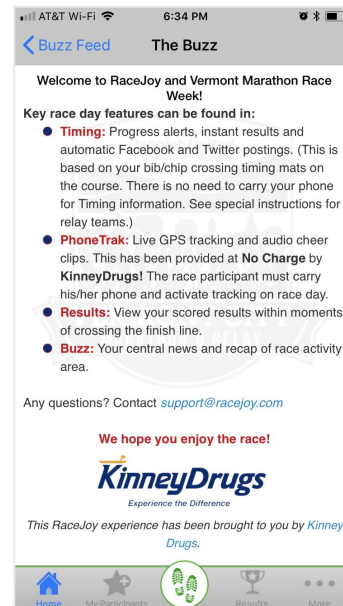 AT&T Wi-Fi 6:34 PM
Buzz Feed The Buzz
Welcome to RaceJoy and Vermont Marathon Race
Week!
Key race day features can be found in:
Timing: Progress alerts, instant results and
automatic Facebook and Twitter postings. (This is
based on your bib/chip crossing timing mats on
the course. There is no need to carry your phone
for Timing information. See special instructions for
relay teams.)
PhoneTrak: Live GPS tracking and audio cheer
clips. This has been provided at No Charge by
KinneyDrugs! The race participant must carry
his/her phone and activate tracking on race day.
Results: View your scored results within moments
of crossing the finish line.
Buzz: Your central news and recap of race activity
area.
Any questions? Contact support@racejoy.com
We hope you enjoy the race!
KinneyDrugs
Experience the Difference
This RaceJoy experience has been brought to you by Kinney
Drugs.
Home My Participants Results More